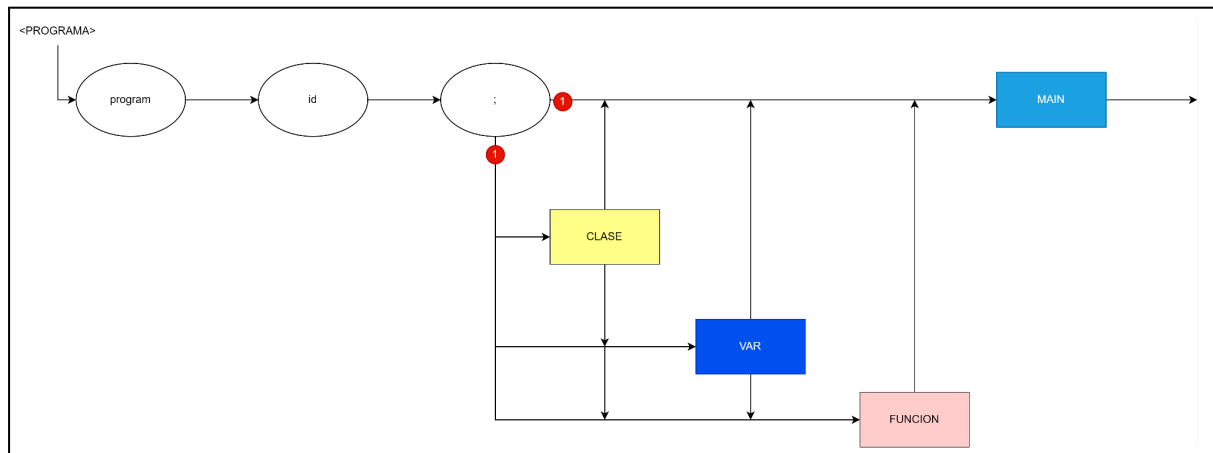 <PROGRAMA>
program
id
;
1
MAIN
1
CLASE
VAR
FUNCION